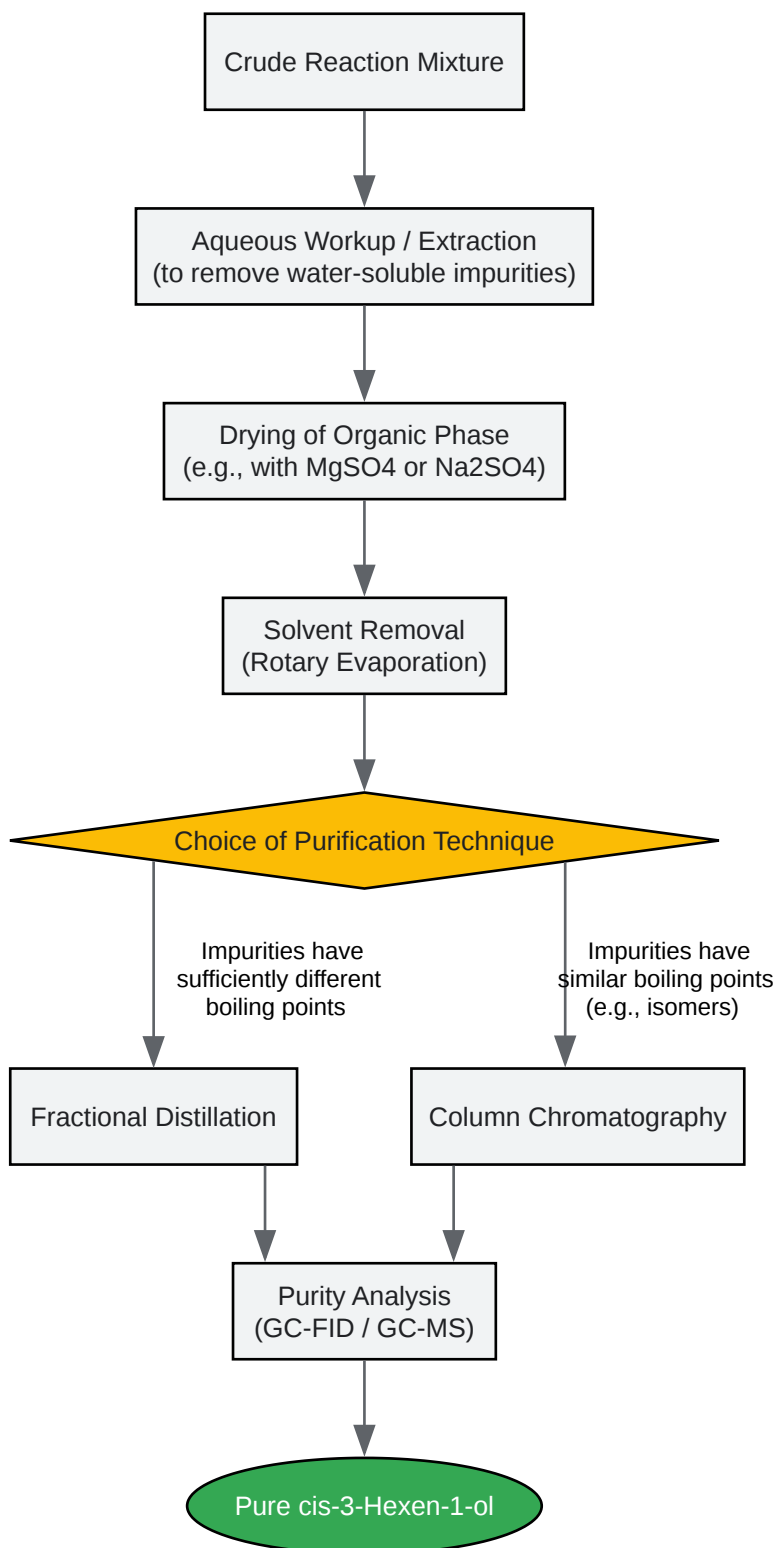 Crude Reaction Mixture
Aqueous Workup / Extraction
(to remove water-soluble impurities)
Drying of Organic Phase
(e.g., with MgSO4 or Na2SO4)
Solvent Removal
(Rotary Evaporation)
Choice of Purification Technique
Impurities have
sufficiently different
boiling points
Impurities have
similar boiling points
(e.g., isomers)
Fractional Distillation
Column Chromatography
Purity Analysis
(GC-FID / GC-MS)
Pure cis-3-Hexen-1-ol